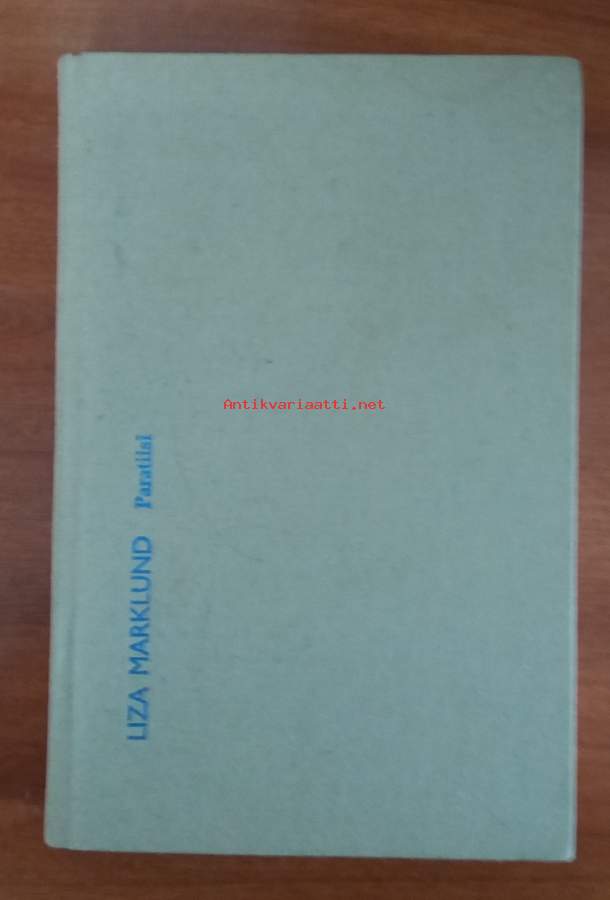 LIZA MARKLUND Paratiisi
Antikvariaatti.net